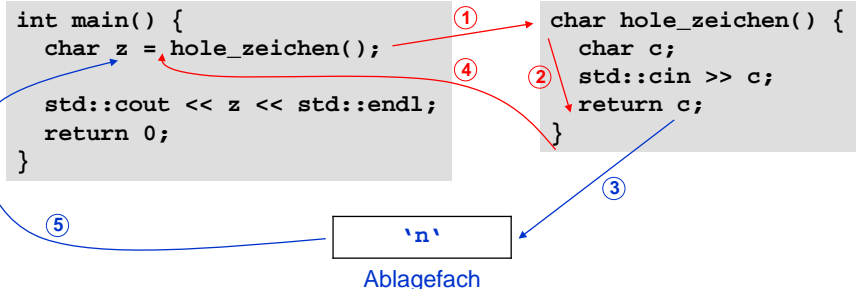 int main() {
  char z = hole_zeichen();

  std::cout << z << std::endl;
  return 0;
}
1
char hole_zeichen() {
  char c;
  std::cin >> c;
  return c;
}
4
2
3
5
‛n‛
Ablagefach